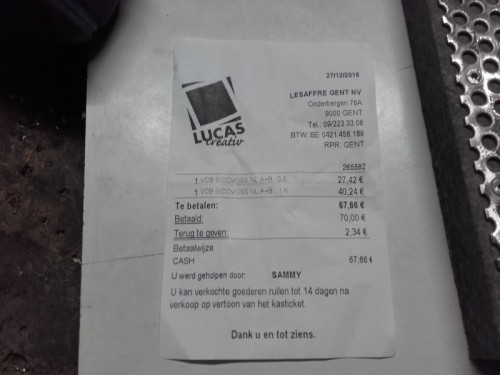 27/12/2016
LUCAS
creativ
LESAFFRE GENT NV
Onderbergen 76A
9000 GENT
Tel.: 09/223.33.08
BTW: BE 0421.456.189
RPR: GENT
265582
1 27,42 €
1 40,24 €
Te betalen: 67,66 €
Betaald: 70,00 €
Terug te geven: 2,34 €
Betaalwijze
CASH 67,66 €
U werd geholpen door: SAMMY
U kan verkochte goederen ruilen tot 14 dagen na
verkoop op vertoon van het kasticket.
Dank u en tot ziens.